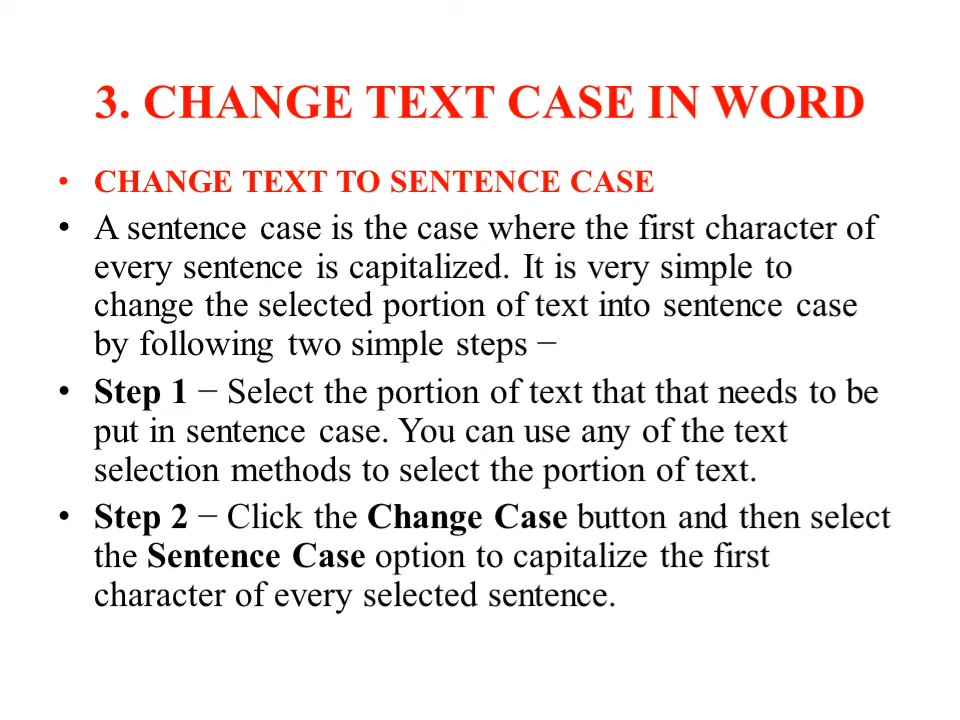 3. CHANGE TEXT CASE IN WORD
• CHANGE TEXT TO SENTENCE CASE
• A sentence case is the case where the first character of
every sentence is capitalized. It is very simple to
change the selected portion of text into sentence case
by following two simple steps −
• Step 1 − Select the portion of text that that needs to be
put in sentence case. You can use any of the text
selection methods to select the portion of text.
• Step 2 − Click the Change Case button and then select
the Sentence Case option to capitalize the first
character of every selected sentence.